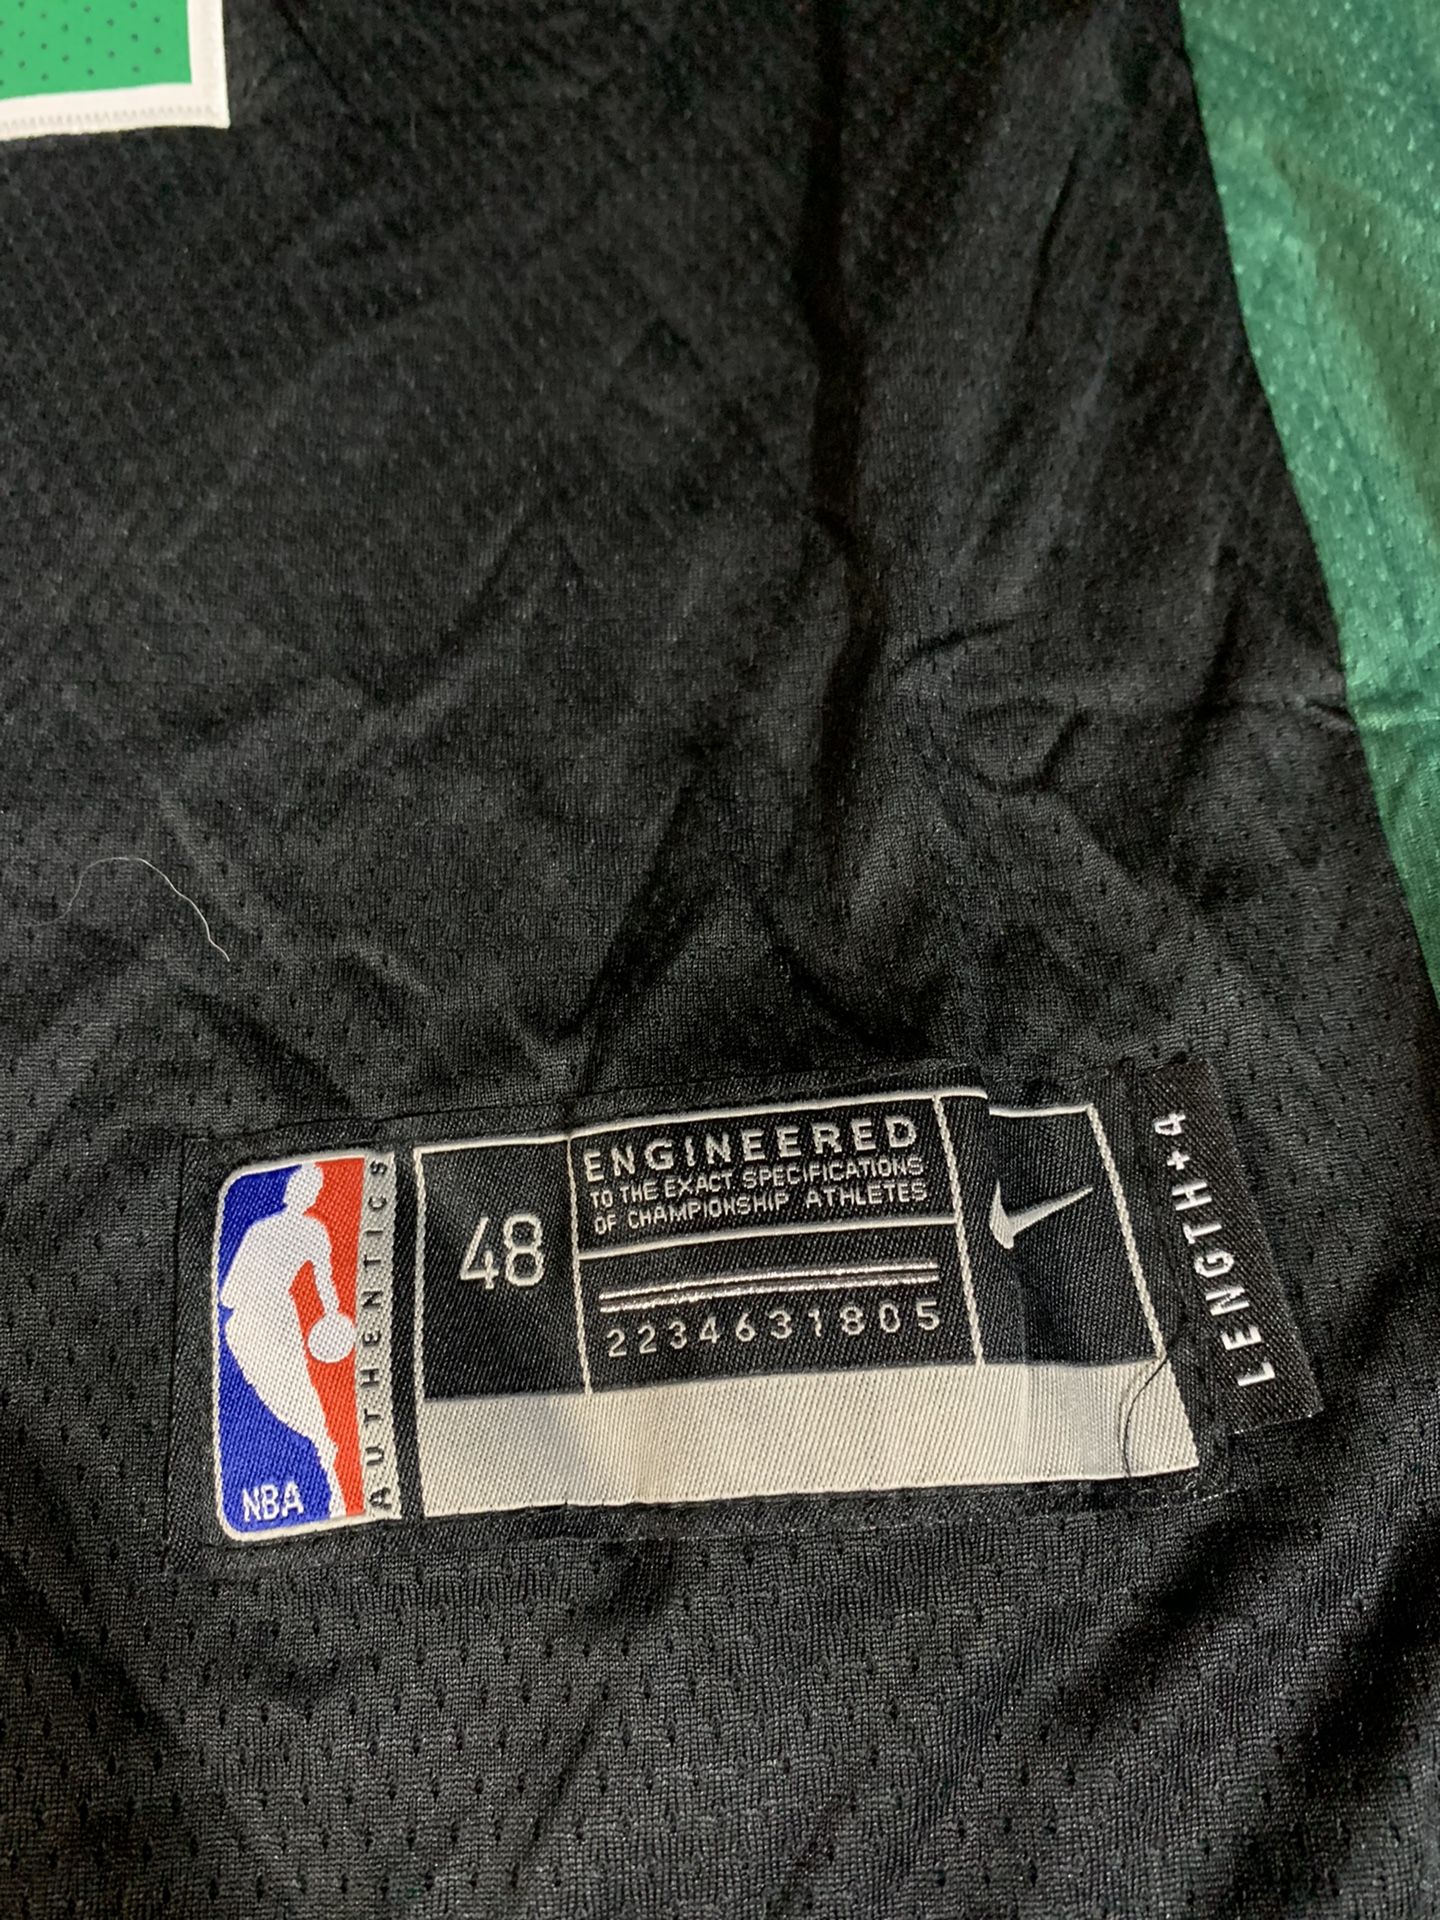 NBA
AUTHENTICS
48
ENGINEERED
TO THE EXACT SPECIFICATIONS
OF CHAMPIONSHIP ATHLETES
2234631805
LENGTH+4